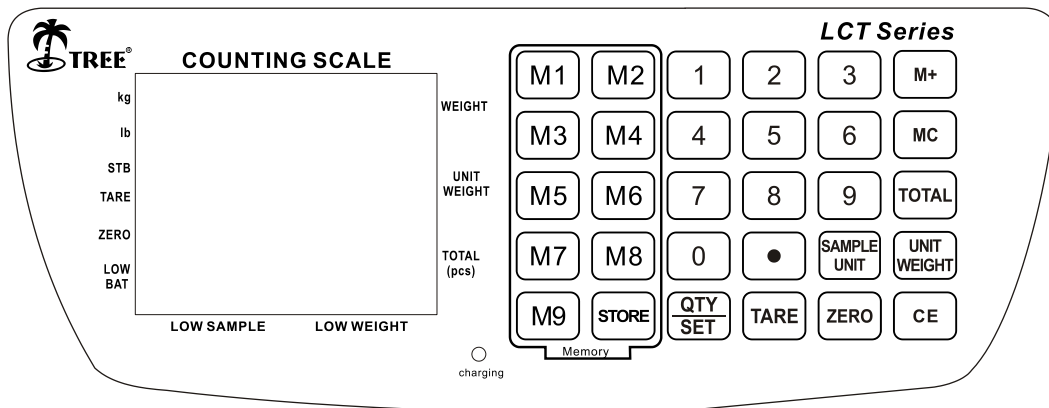 TREE®
LCT Series
COUNTING SCALE
kg
lb
STB
TARE
ZERO
LOW
BAT
WEIGHT
UNIT
WEIGHT
TOTAL
(pcs)
LOW SAMPLE LOW WEIGHT
charging
M1 M2 1 2 3 M+
M3 M4 4 5 6 MC
M5 M6 7 8 9 TOTAL
M7 M8 0 • SAMPLE UNIT UNIT WEIGHT
M9 STORE QTY SET TARE ZERO CE
Memory